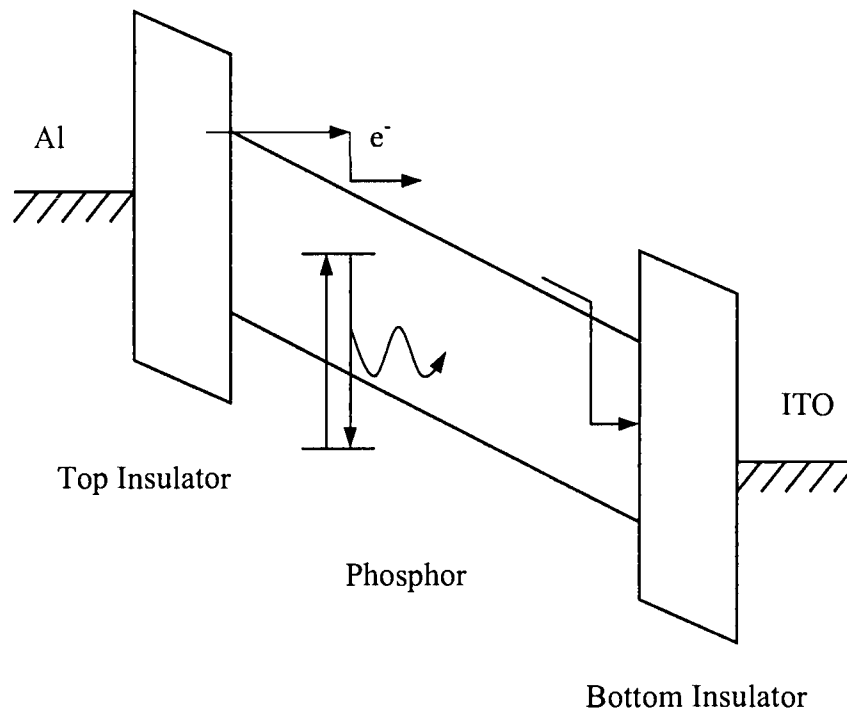 Al
e⁻
ITO
Top Insulator
Phosphor
Bottom Insulator